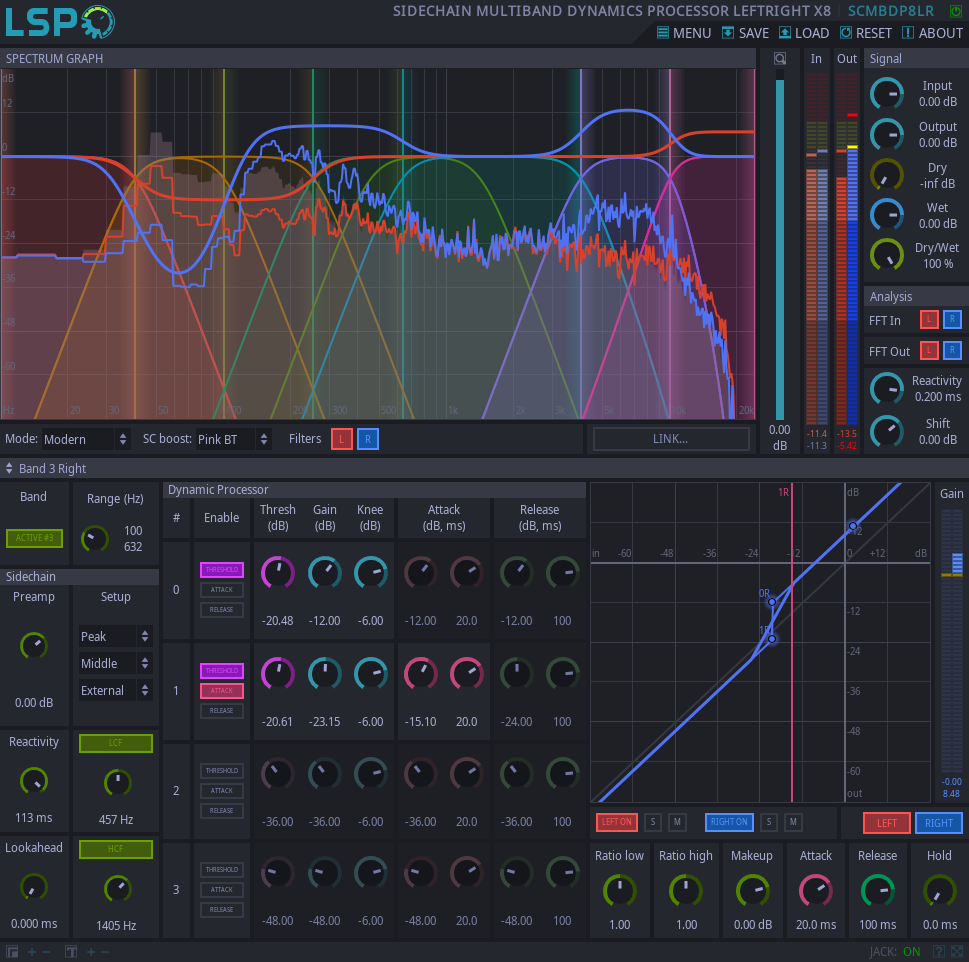 LSP
SIDECHAIN MULTIBAND DYNAMICS PROCESSOR LEFTRIGHT X8 SCMBDP8LR
MENU SAVE LOAD RESET ABOUT
SPECTRUM GRAPH
dB
12
0
-12
-24
-36
-48
-60
Hz 20 30 50 100 200 300 500 1k 2k 3k 5k 10k 20k
0.00
dB
In Out
-11.4 -13.5
-11.3 -5.42
Signal
Input
0.00 dB
Output
0.00 dB
Dry
-inf dB
Wet
0.00 dB
Dry/Wet
100 %
Analysis
FFT In L R
FFT Out L R
Reactivity
0.200 ms
Shift
0.00 dB
Mode: Modern SC boost: Pink BT Filters L R LINK...
Band 3 Right
Band
ACTIVE #3
Range (Hz)
100
632
Sidechain
Preamp
0.00 dB
Setup
Peak
Middle
External
Reactivity
113 ms
LCF
457 Hz
Lookahead
0.000 ms
HCF
1405 Hz
Dynamic Processor
# Enable Thresh (dB) Gain (dB) Knee (dB) Attack (dB, ms) Release (dB, ms)
0 THRESHOLD ATTACK RELEASE
-20.48 -12.00 -6.00 -12.00 20.0 -12.00 100
1 THRESHOLD ATTACK RELEASE
-20.61 -23.15 -6.00 -15.10 20.0 -24.00 100
2 THRESHOLD ATTACK RELEASE
-36.00 -36.00 -6.00 -36.00 20.0 -36.00 100
3 THRESHOLD ATTACK RELEASE
-48.00 -48.00 -6.00 -48.00 20.0 -48.00 100
1R dB
+12
in -60 -48 -36 -24 -12 0 +12 dB
0R
-12
1R
-24
-36
-48
-60
out
Gain
-0.00
8.48
LEFT ON S M RIGHT ON S M LEFT RIGHT
Ratio low Ratio high Makeup Attack Release Hold
1.00 1.00 0.00 dB 20.0 ms 100 ms 0.0 ms
JACK: ON